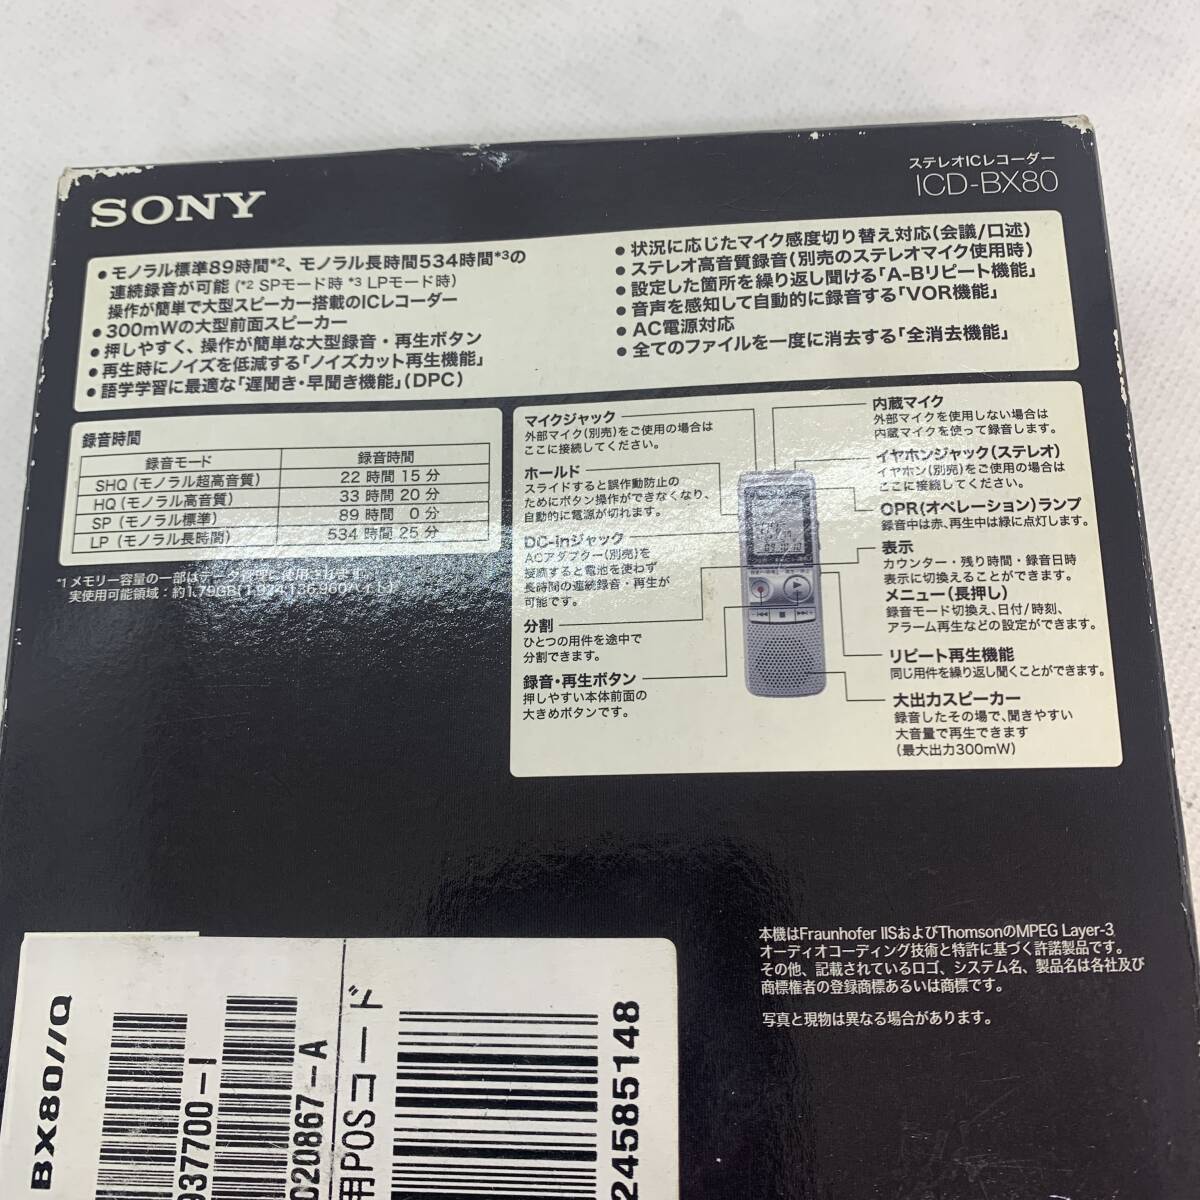 SONY
ステレオICレコーダー
ICD-BX80
• モノラル標準89時間*2、モノラル長時間534時間*3の
連続録音が可能(*2 SPモード時 *3 LPモード時)
操作が簡単で大型スピーカー搭載のICレコーダー
• 300mWの大型前面スピーカー
• 押しやすく、操作が簡単な大型録音・再生ボタン
• 再生時にノイズを低減する「ノイズカット再生機能」
• 語学学習に最適な「遅聞き・早聞き機能」(DPC)
• 状況に応じたマイク感度切り替え対応(会議/口述)
• ステレオ高音質録音(別売のステレオマイク使用時)
• 設定した箇所を繰り返し聞ける「A-Bリピート機能」
• 音声を感知して自動的に録音する「VOR機能」
• AC電源対応
• 全てのファイルを一度に消去する「全消去機能」
録音時間
録音モード 録音時間
SHQ(モノラル超高音質) 22 時間 15 分
HQ(モノラル高音質) 33 時間 20 分
SP(モノラル標準) 89 時間 0 分
LP(モノラル長時間) 534 時間 25 分
*1 メモリー容量の一部はデータ管理に使用されます。
実使用可能領域:約1.79GB(1,924,136,960バイト)
マイクジャック
外部マイク(別売)をご使用の場合は
ここに接続してください。
ホールド
スライドすると誤作動防止の
ためにボタン操作ができなくなり、
自動的に電源が切れます。
DC-inジャック
ACアダプター(別売)を
接続すると電池を使わず
長時間の連続録音・再生が
可能です。
分割
ひとつの用件を途中で
分割できます。
録音・再生ボタン
押しやすい本体前面の
大きめボタンです。
内蔵マイク
外部マイクを使用しない場合は
内蔵マイクを使って録音します。
イヤホンジャック(ステレオ)
イヤホン(別売)をご使用の場合は
ここに接続してください。
OPR(オペレーション)ランプ
録音中は赤、再生中は緑に点灯します。
表示
カウンター・残り時間・録音日時
表示に切換えることができます。
メニュー(長押し)
録音モード切換え、日付/時刻、
アラーム再生などの設定ができます。
リピート再生機能
同じ用件を繰り返し聞くことができます。
大出力スピーカー
録音したその場で、聞きやすい
大音量で再生できます
(最大出力300mW)
本機はFraunhofer IISおよびThomsonのMPEG Layer-3
オーディオコーディング技術と特許に基づく許諾製品です。
その他、記載されているロゴ、システム名、製品名は各社及び
商標権者の登録商標あるいは商標です。
写真と現物は異なる場合があります。
BX80//Q
937700-I
020867-A
用POSコード
24585148